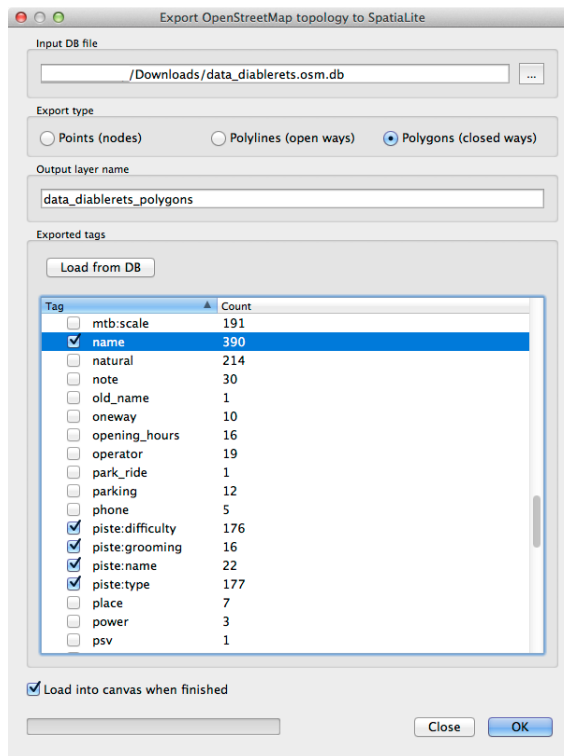 Export OpenStreetMap topology to SpatiaLite
Input DB file
/Downloads/data_diablerets.osm.db
...
Export type
Points (nodes) Polylines (open ways) Polygons (closed ways)
Output layer name
data_diablerets_polygons
Exported tags
Load from DB
Tag Count
mtb:scale 191
name 390
natural 214
note 30
old_name 1
oneway 10
opening_hours 16
operator 19
park_ride 1
parking 12
phone 5
piste:difficulty 176
piste:grooming 16
piste:name 22
piste:type 177
place 7
power 3
psv 1
Load into canvas when finished
Close OK